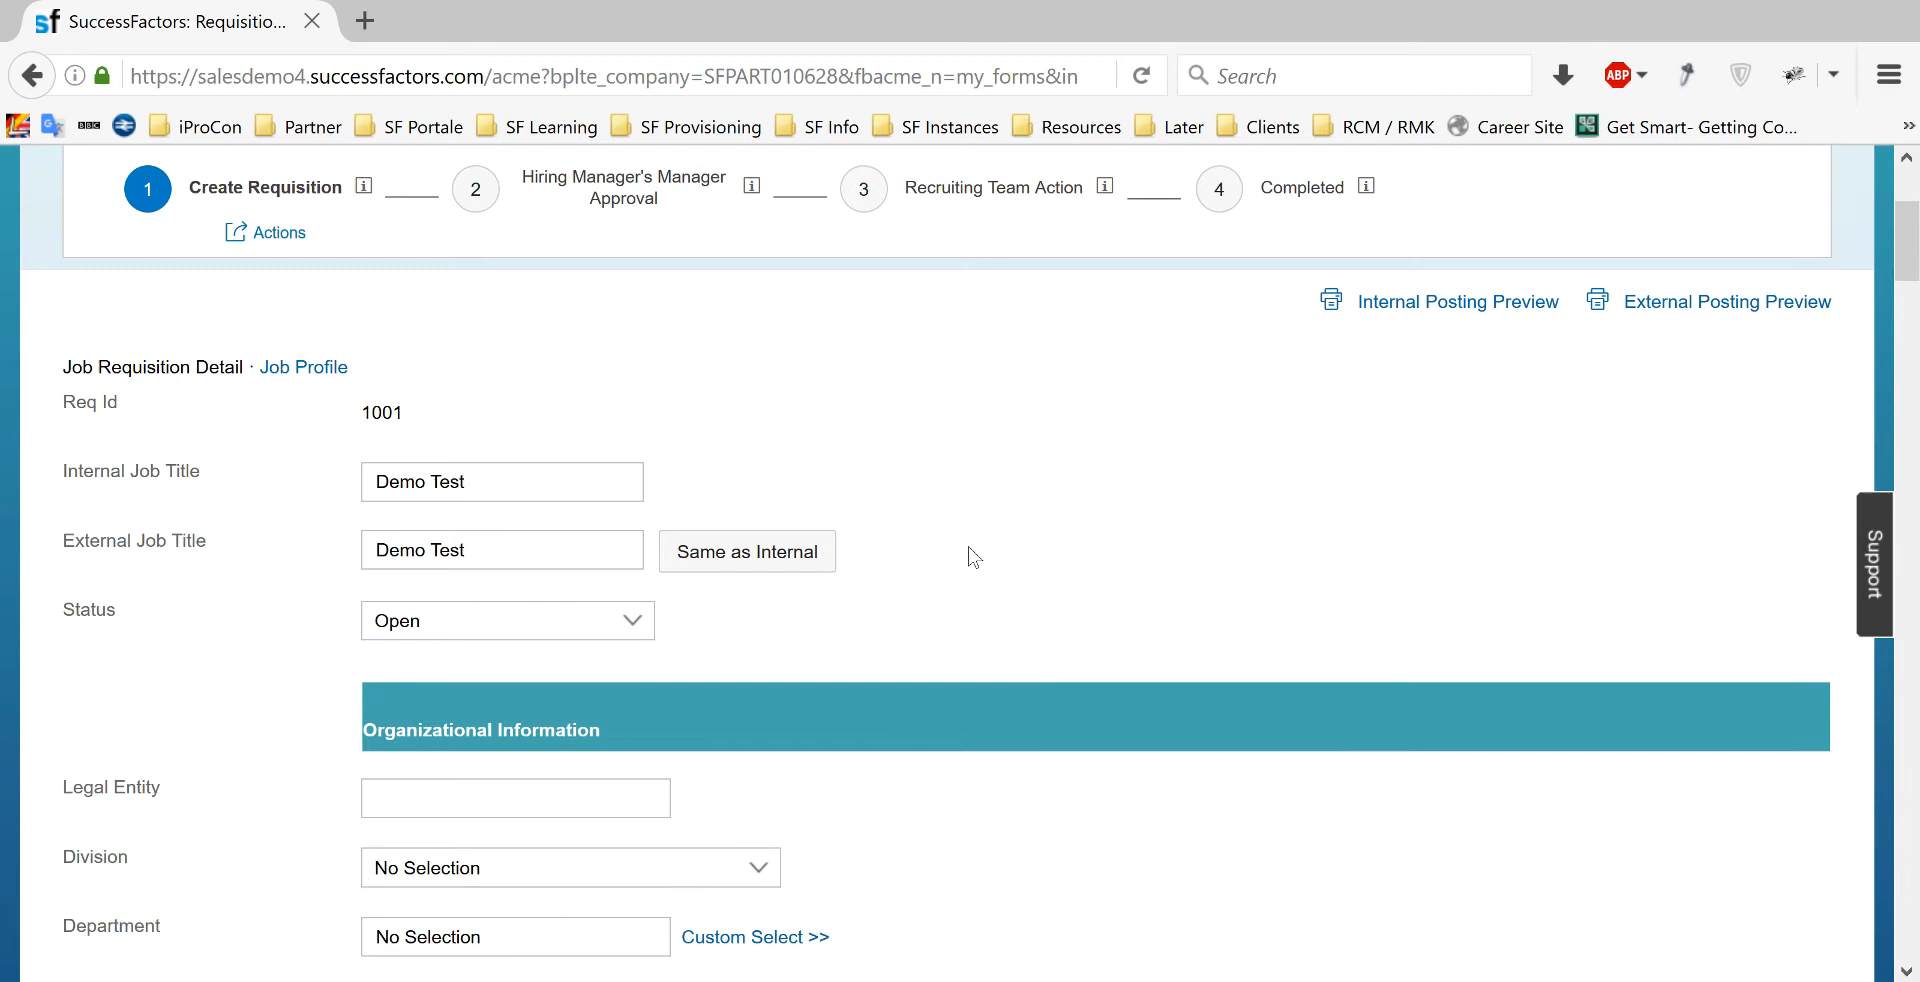 SuccessFactors: Requisitio...
https://salesdemo4.successfactors.com/acme?bplte_company=SFPART010628&fbacme_n=my_forms&in
Search
ABP
BBC
iProCon
Partner
SF Portale
SF Learning
SF Provisioning
SF Info
SF Instances
Resources
Later
Clients
RCM / RMK
Career Site
Get Smart- Getting Co...
1 Create Requisition
2 Hiring Manager's Manager
Approval
3 Recruiting Team Action
4 Completed
Actions
Internal Posting Preview
External Posting Preview
Job Requisition Detail · Job Profile
Req Id
1001
Internal Job Title
Demo Test
External Job Title
Demo Test
Same as Internal
Support
Status
Open
Organizational Information
Legal Entity
Division
No Selection
Department
No Selection
Custom Select >>